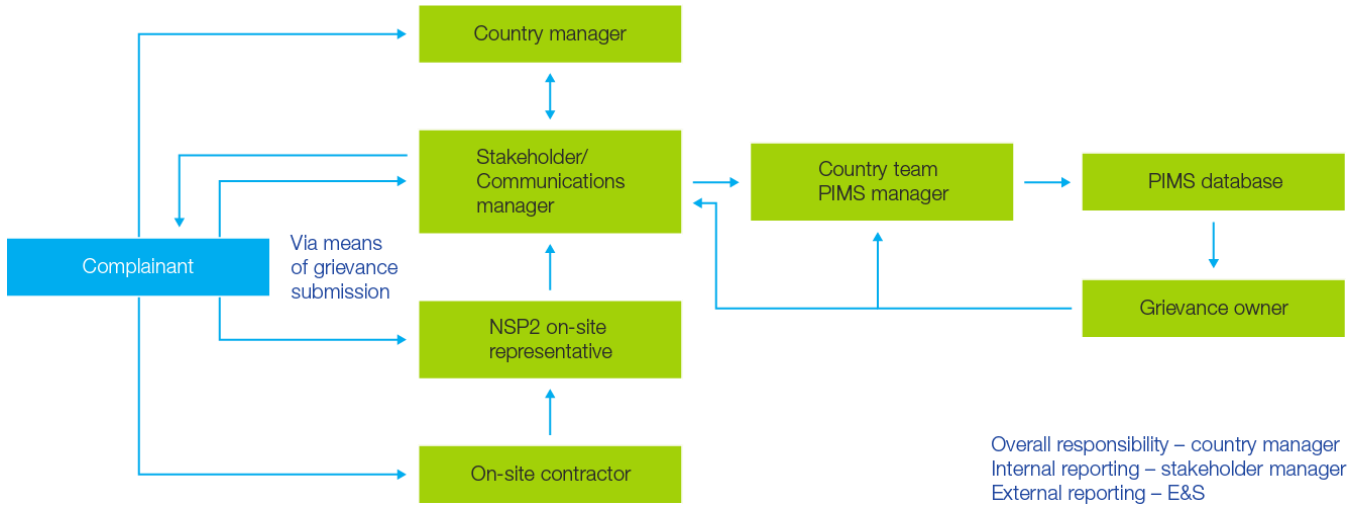 Country manager
Stakeholder/
Communications
manager
Country team
PIMS manager
PIMS database
Complainant
Via means
of grievance
submission
Grievance owner
NSP2 on-site
representative
On-site contractor
Overall responsibility – country manager
Internal reporting – stakeholder manager
External reporting – E&S